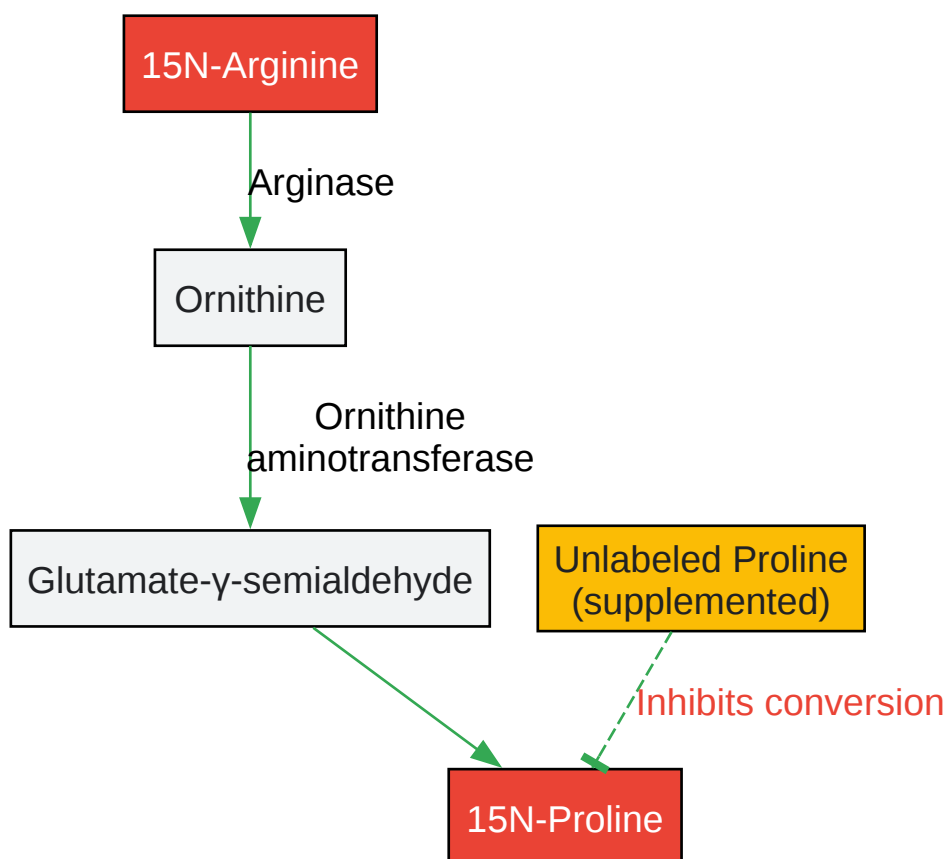 15N-Arginine
Arginase
Ornithine
Ornithine
aminotransferase
Glutamate-γ-semialdehyde
Unlabeled Proline
(supplemented)
Inhibits conversion
15N-Proline